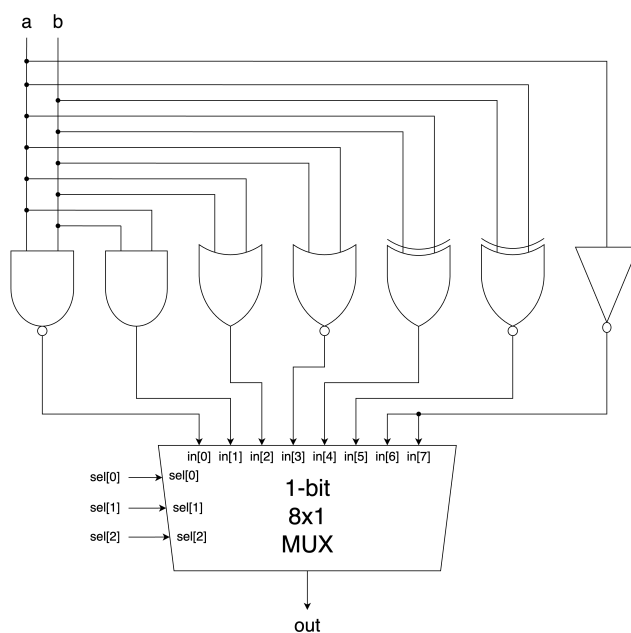 a b
in[0] in[1] in[2] in[3] in[4] in[5] in[6] in[7]
sel[0] sel[0]
sel[1] sel[1]
sel[2] sel[2]
1-bit
8x1
MUX
out